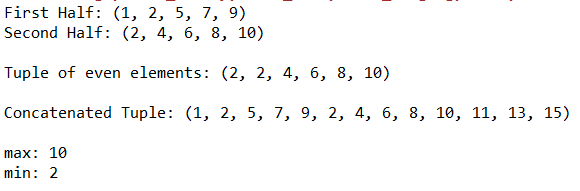 First Half: (1, 2, 5, 7, 9)
Second Half: (2, 4, 6, 8, 10)
Tuple of even elements: (2, 2, 4, 6, 8, 10)
Concatenated Tuple: (1, 2, 5, 7, 9, 2, 4, 6, 8, 10, 11, 13, 15)
max: 10
min: 2